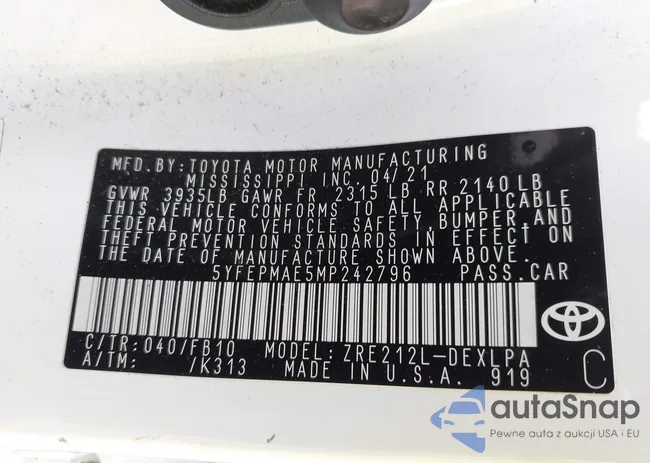 MFD. BY: TOYOTA MOTOR MANUFACTURING
MISSISSIPPI INC. 04/21
GVWR 3935LB GAWR FR 2315 LB RR 2140 LB
THIS VEHICLE CONFORMS TO ALL APPLICABLE
FEDERAL MOTOR VEHICLE SAFETY, BUMPER, AND
THEFT PREVENTION STANDARDS IN EFFECT ON
THE DATE OF MANUFACTURE SHOWN ABOVE.
5YFEPMAE5MP242796 PASS. CAR
C/TR: 040/FB10 MODEL: ZRE212L-DEXLPA
A/TM: /K313 MADE IN U.S.A. 919
C
autaSnap
Pewne auta z aukcji USA i EU